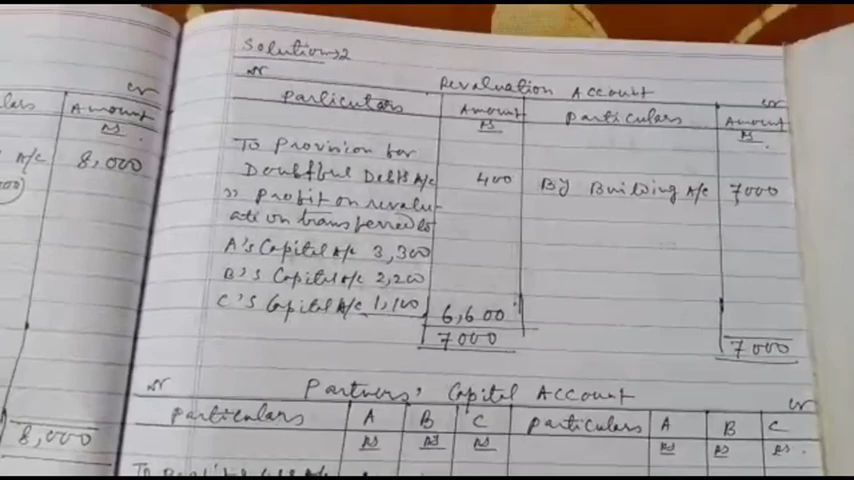 Cr
Amount
Rs.
A/c 8,000
8,000
Solution:2
Dr Revaluation Account Cr
Particulars Amount Particulars Amount
Rs Rs.
To Provision for
Doubtful Debts A/c 400 By Building A/c 7000
" Profit on revalu-
ation transferred to
A's Capital A/c 3,300
B's Capital A/c 2,200
C's Capital A/c 1,100 6,600
7000 7000
Dr Partners' Capital Account Cr
Particulars A B C Particulars A B C
Rs Rs Rs Rs Rs Rs.